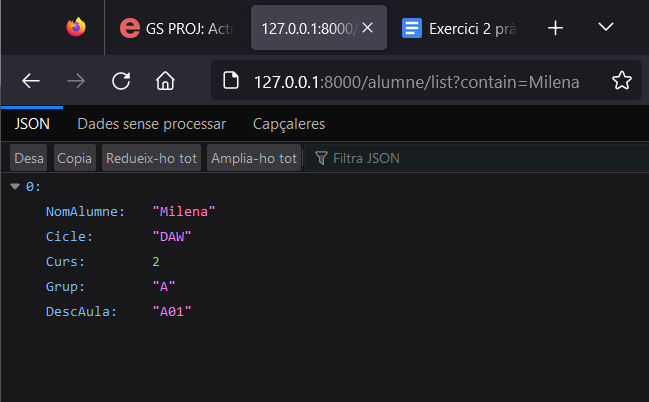 GS PROJ: Acti
127.0.0.1:8000/
Exercici 2 prà
127.0.0.1:8000/alumne/list?contain=Milena
JSON
Dades sense processar
Capçaleres
Desa
Copia
Redueix-ho tot
Amplia-ho tot
Filtra JSON
0:
NomAlumne: "Milena"
Cicle: "DAW"
Curs: 2
Grup: "A"
DescAula: "A01"